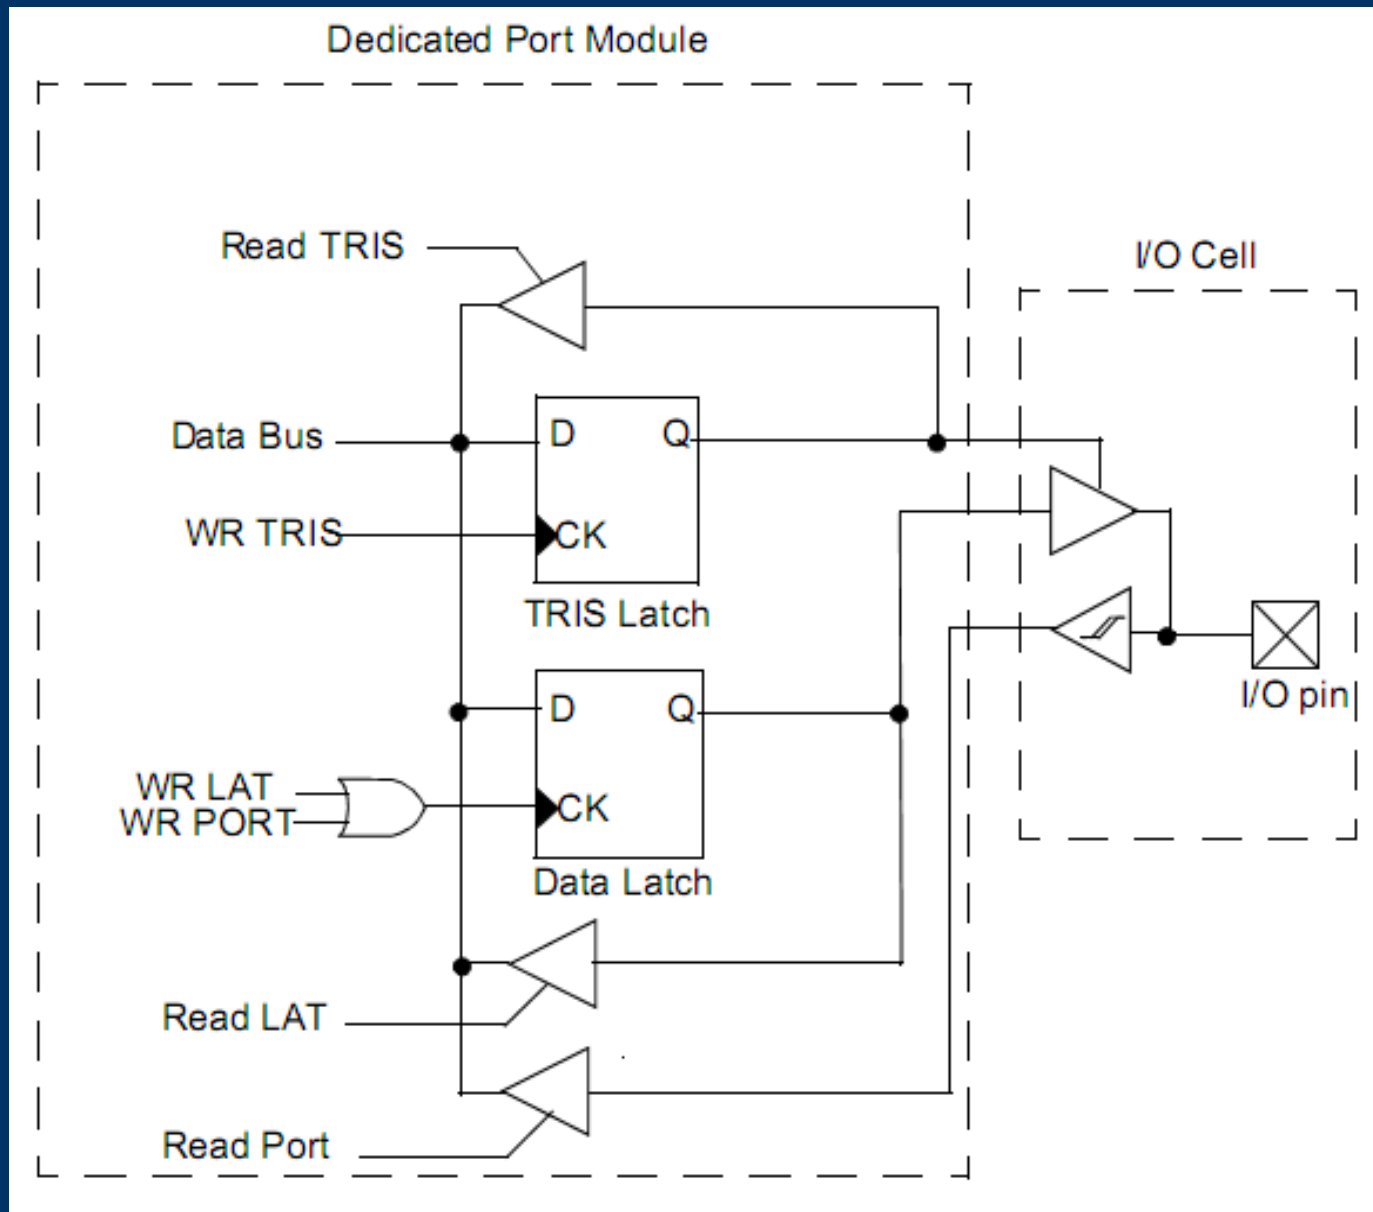 Dedicated Port Module
Read TRIS
I/O Cell
Data Bus
D
Q
WR TRIS
CK
TRIS Latch
D
Q
I/O pin
WR LAT
WR PORT
CK
Data Latch
Read LAT
Read Port